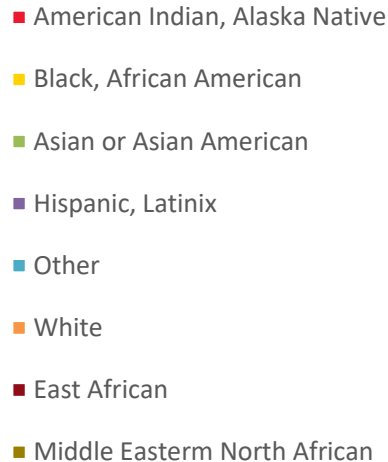 American Indian, Alaska Native
Black, African American
Asian or Asian American
Hispanic, Latinix
Other
White
East African
Middle Easterm North African